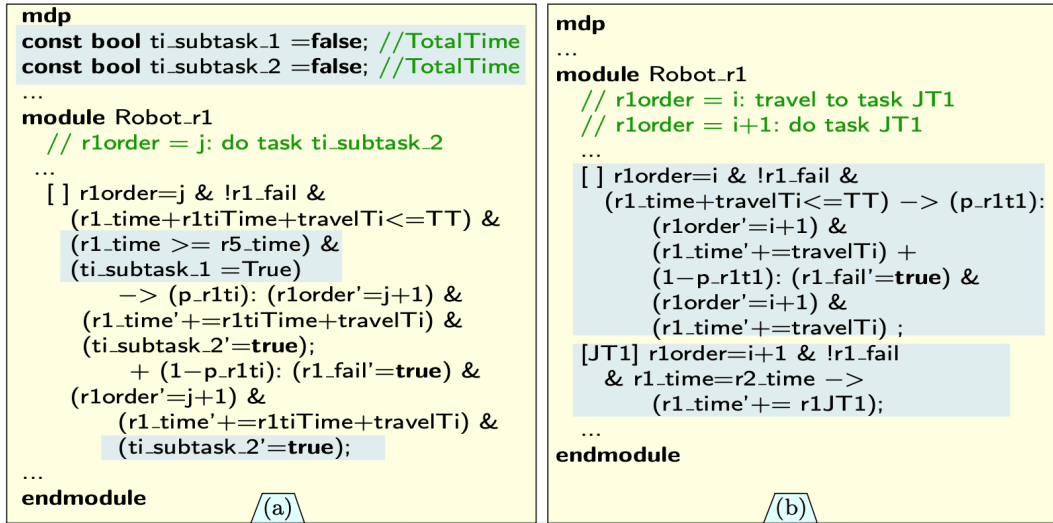 mdp
const bool ti_subtask_1 =false; //TotalTime
const bool ti_subtask_2 =false; //TotalTime
...
module Robot_r1
// r1order = j: do task ti_subtask_2
...
[ ] r1order=j & !r1_fail &
(r1_time+r1tiTime+travelTi<=TT) &
(r1_time >= r5_time) &
(ti_subtask_1 =True)
−> (p_r1ti): (r1order'=j+1) &
(r1_time'+=r1tiTime+travelTi) &
(ti_subtask_2'=true);
+ (1−p_r1ti): (r1_fail'=true) &
(r1order'=j+1) &
(r1_time'+=r1tiTime+travelTi) &
(ti_subtask_2'=true);
...
endmodule
(a)
mdp
...
module Robot_r1
// r1order = i: travel to task JT1
// r1order = i+1: do task JT1
...
[ ] r1order=i & !r1_fail &
(r1_time+travelTi<=TT) −> (p_r1t1):
(r1order'=i+1) &
(r1_time'+=travelTi) +
(1−p_r1t1): (r1_fail'=true) &
(r1order'=i+1) &
(r1_time'+=travelTi) ;
[JT1] r1order=i+1 & !r1_fail
& r1_time=r2_time −>
(r1_time'+= r1JT1);
...
endmodule
(b)